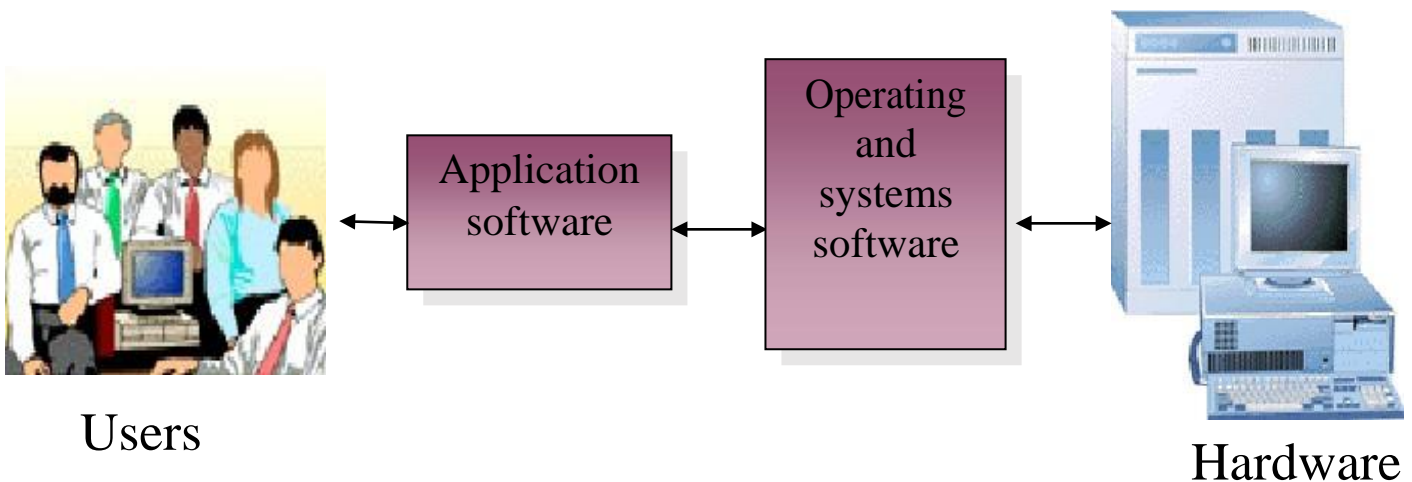 Users
Application
software
Operating
and
systems
software
Hardware